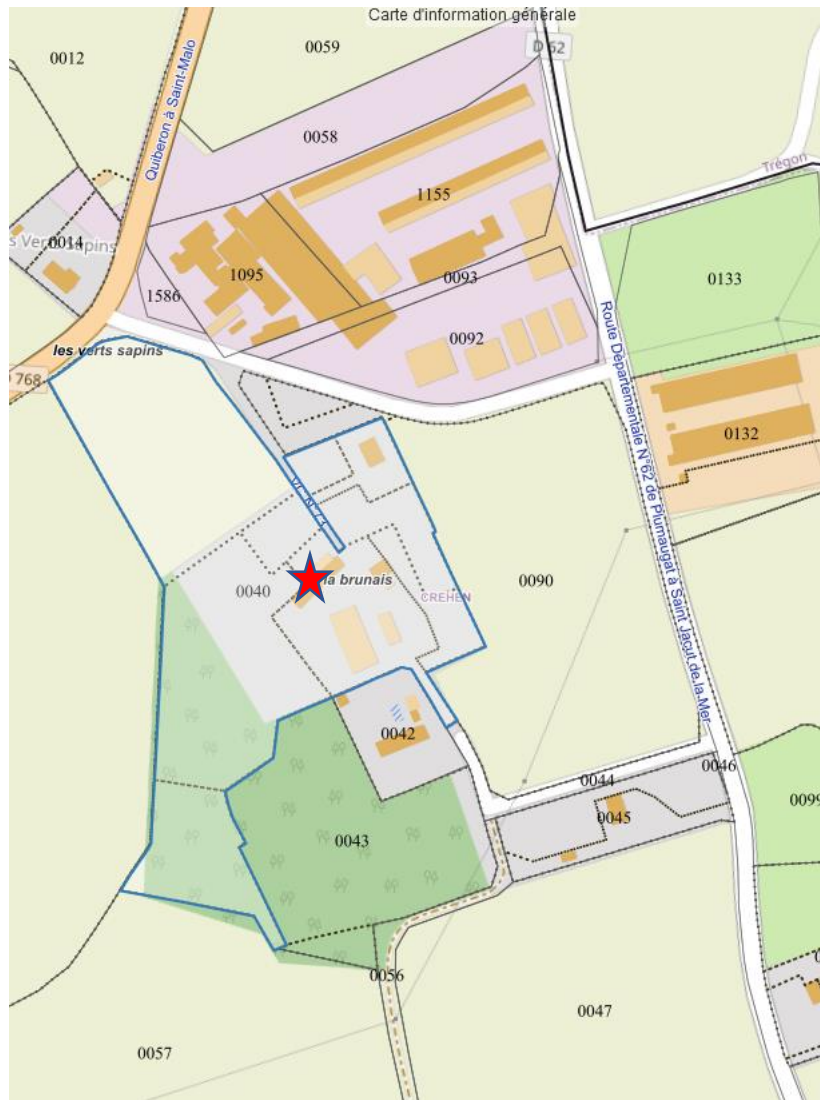 Carte d'information générale
0059
D 62
0012
Quiberon à Saint-Malo
0058
Trégon
1155
s Verts Sapins
0014
1095
0093
0133
1586
0092
les verts sapins
768
0132
Route Départementale N°62 de Plumaugat à Saint Jacut de la Mer
0040
la brunais
CREHEN
0090
0042
0046
0044
0099
0045
0043
0056
0047
0057